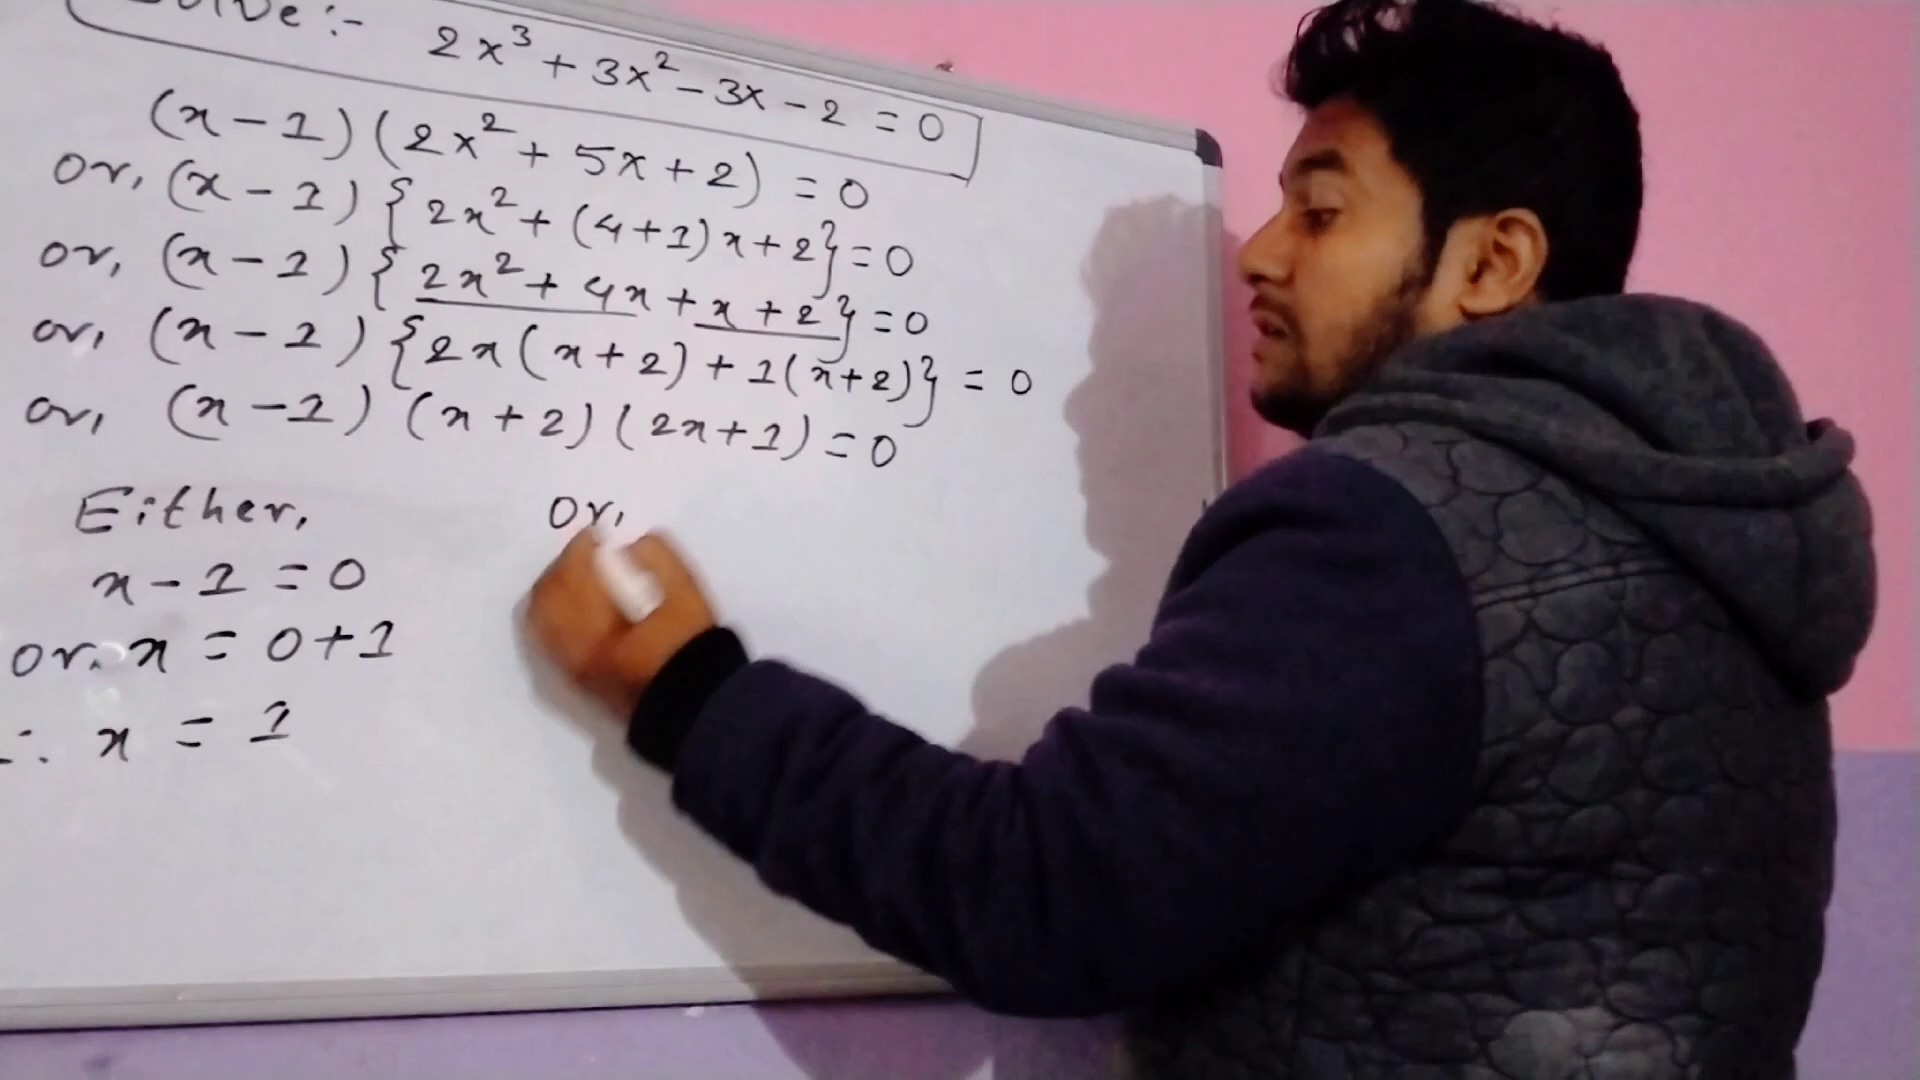 Solve :- 2x³ + 3x² - 3x - 2 = 0
(x - 1) (2x² + 5x + 2) = 0
or, (x - 1) {2x² + (4+1)x + 2} = 0
or, (x - 1) {2x² + 4x + x + 2} = 0
or, (x - 1) {2x(x+2) + 1(x+2)} = 0
or, (x - 1) (x + 2) (2x + 1) = 0
Either,
x - 1 = 0
or, x = 0 + 1
∴ x = 1
or,